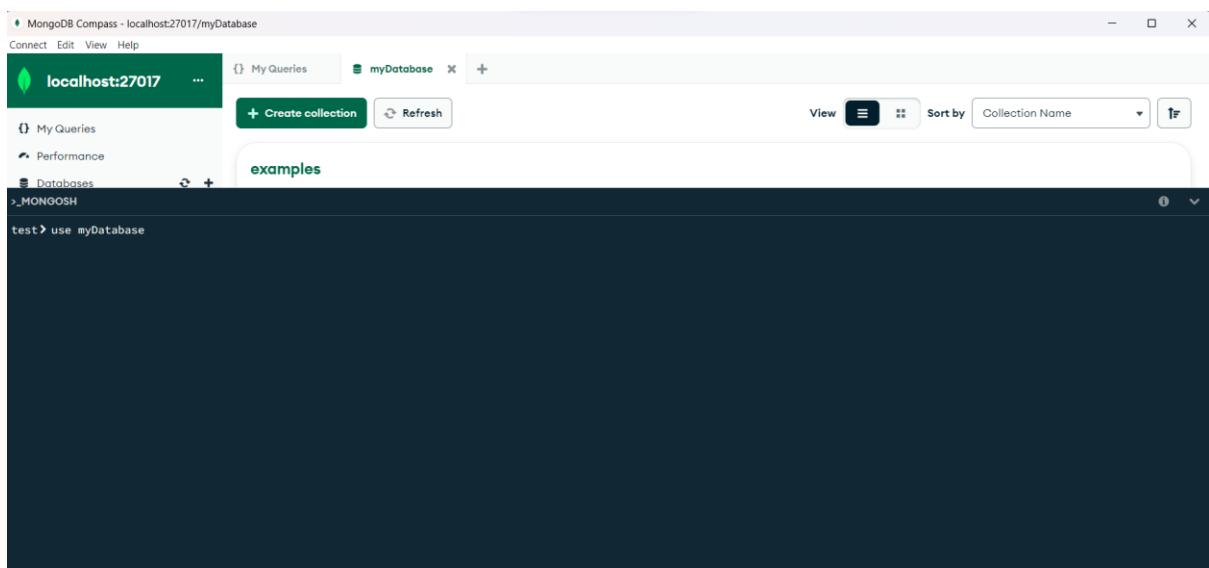 MongoDB Compass - localhost:27017/myDatabase
Connect Edit View Help
localhost:27017 ...
{} My Queries
myDatabase
+ Create collection
Refresh
View
Sort by
Collection Name
{} My Queries
Performance
Databases
examples
>_MONGOSH
test> use myDatabase